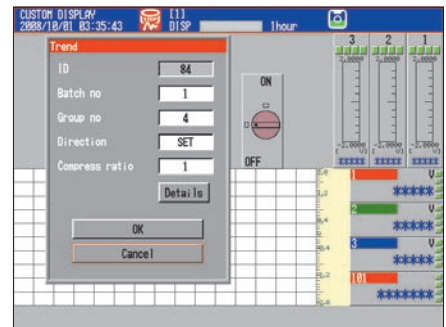 CUSTOM DISPLAY
2008/10/01 03:35:43
[1]
DISP
1hour
Trend
ID 84
Batch no 1
Group no 4
Direction SET
Compress ratio 1
Details
OK
Cancel
ON
OFF
3 2 1
2.0000 2.0000 2.0000
-2.0000 -2.0000 -2.0000
1 V
*****
2 V
*****
3 V
*****
101
*******